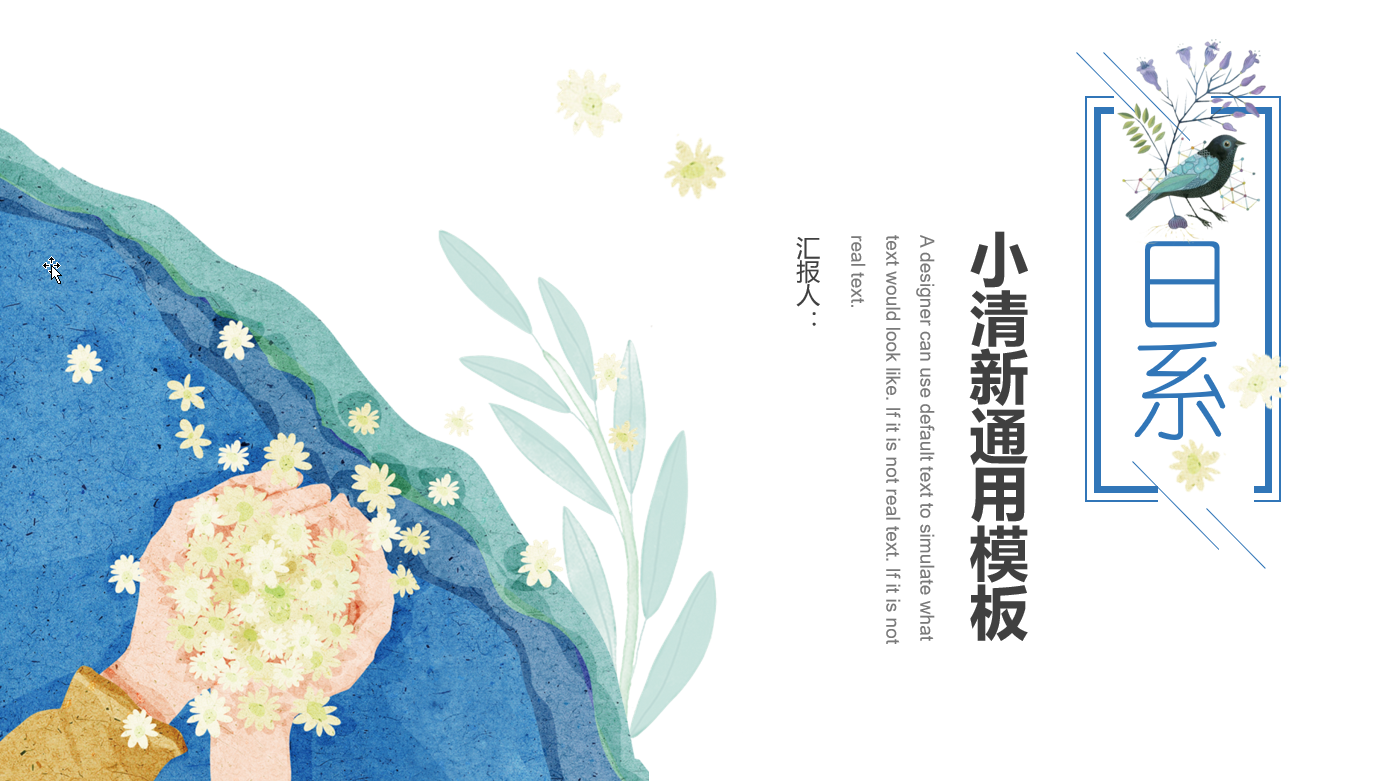 日系
小清新通用模板
A designer can use default text to simulate what
text would look like. If it is not real text. If it is not
real text.
汇报人：